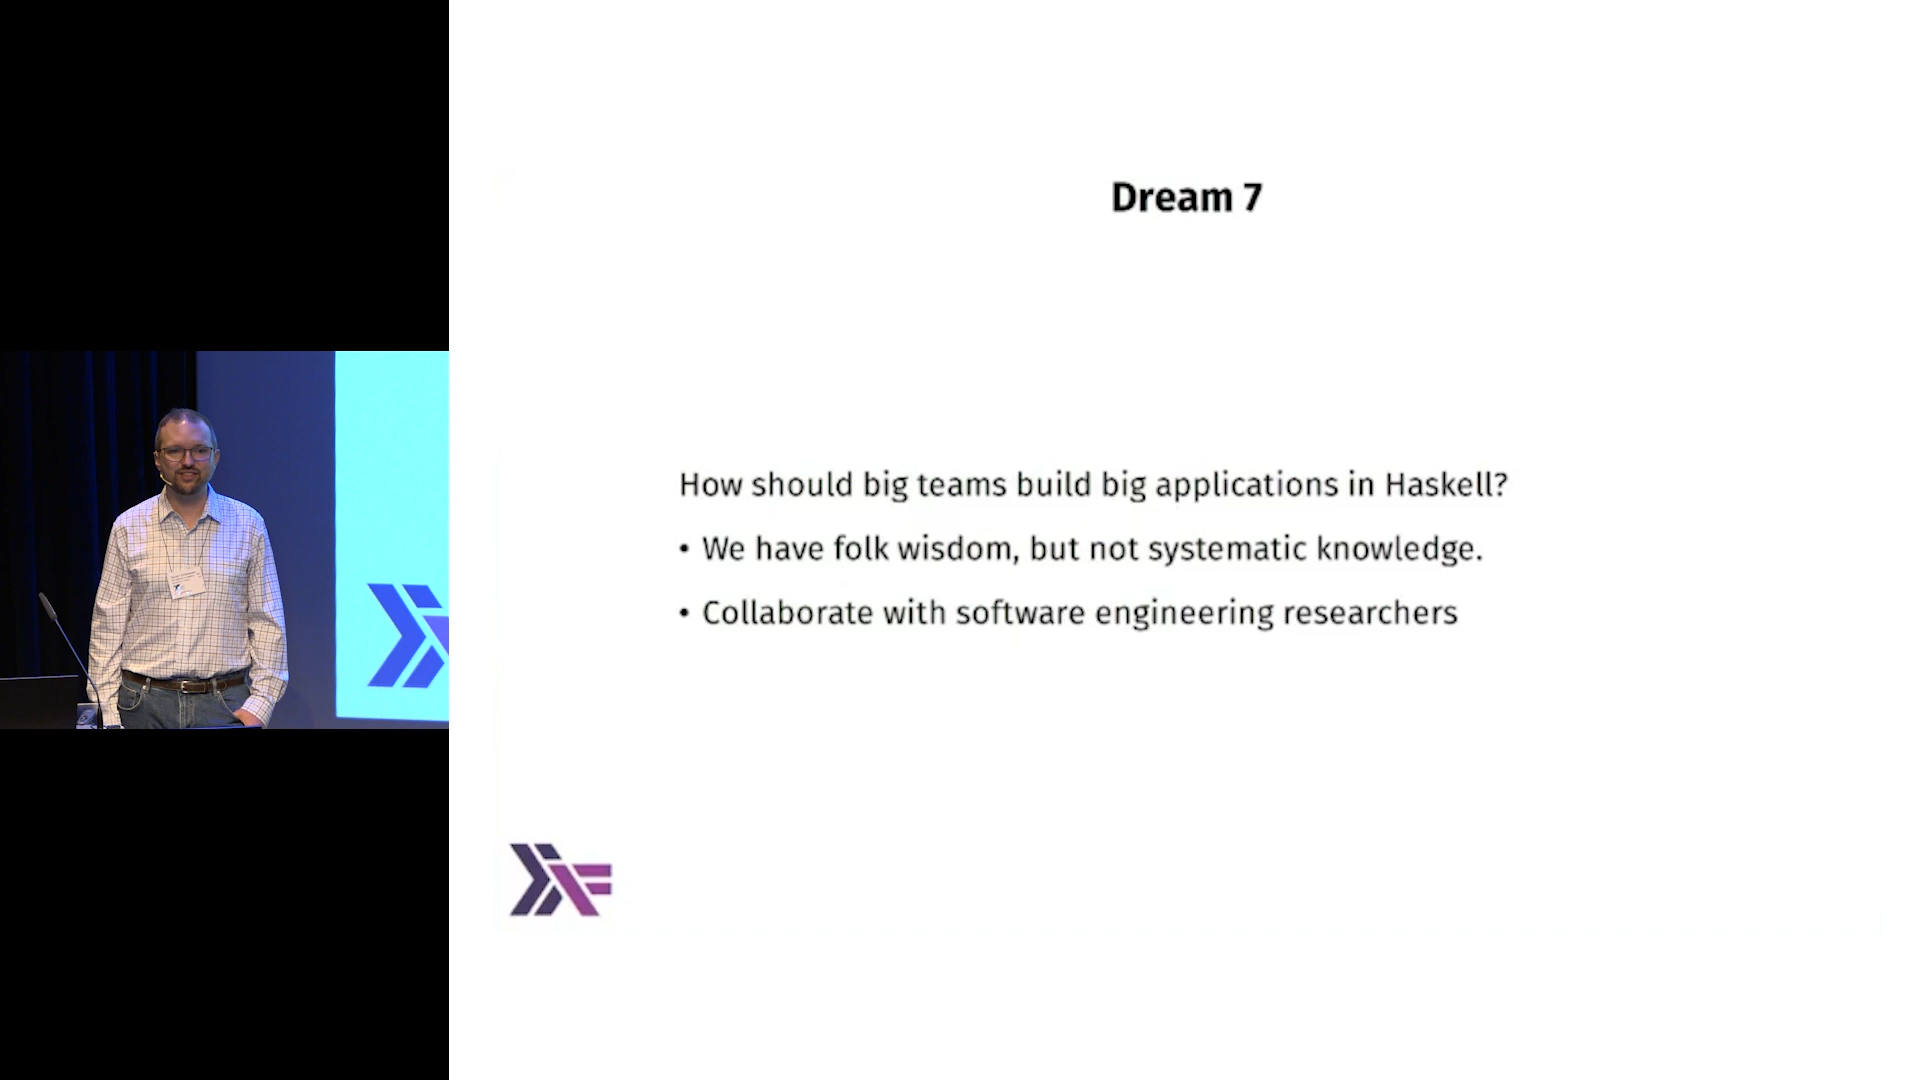 Dream 7
How should big teams build big applications in Haskell?
• We have folk wisdom, but not systematic knowledge.
• Collaborate with software engineering researchers